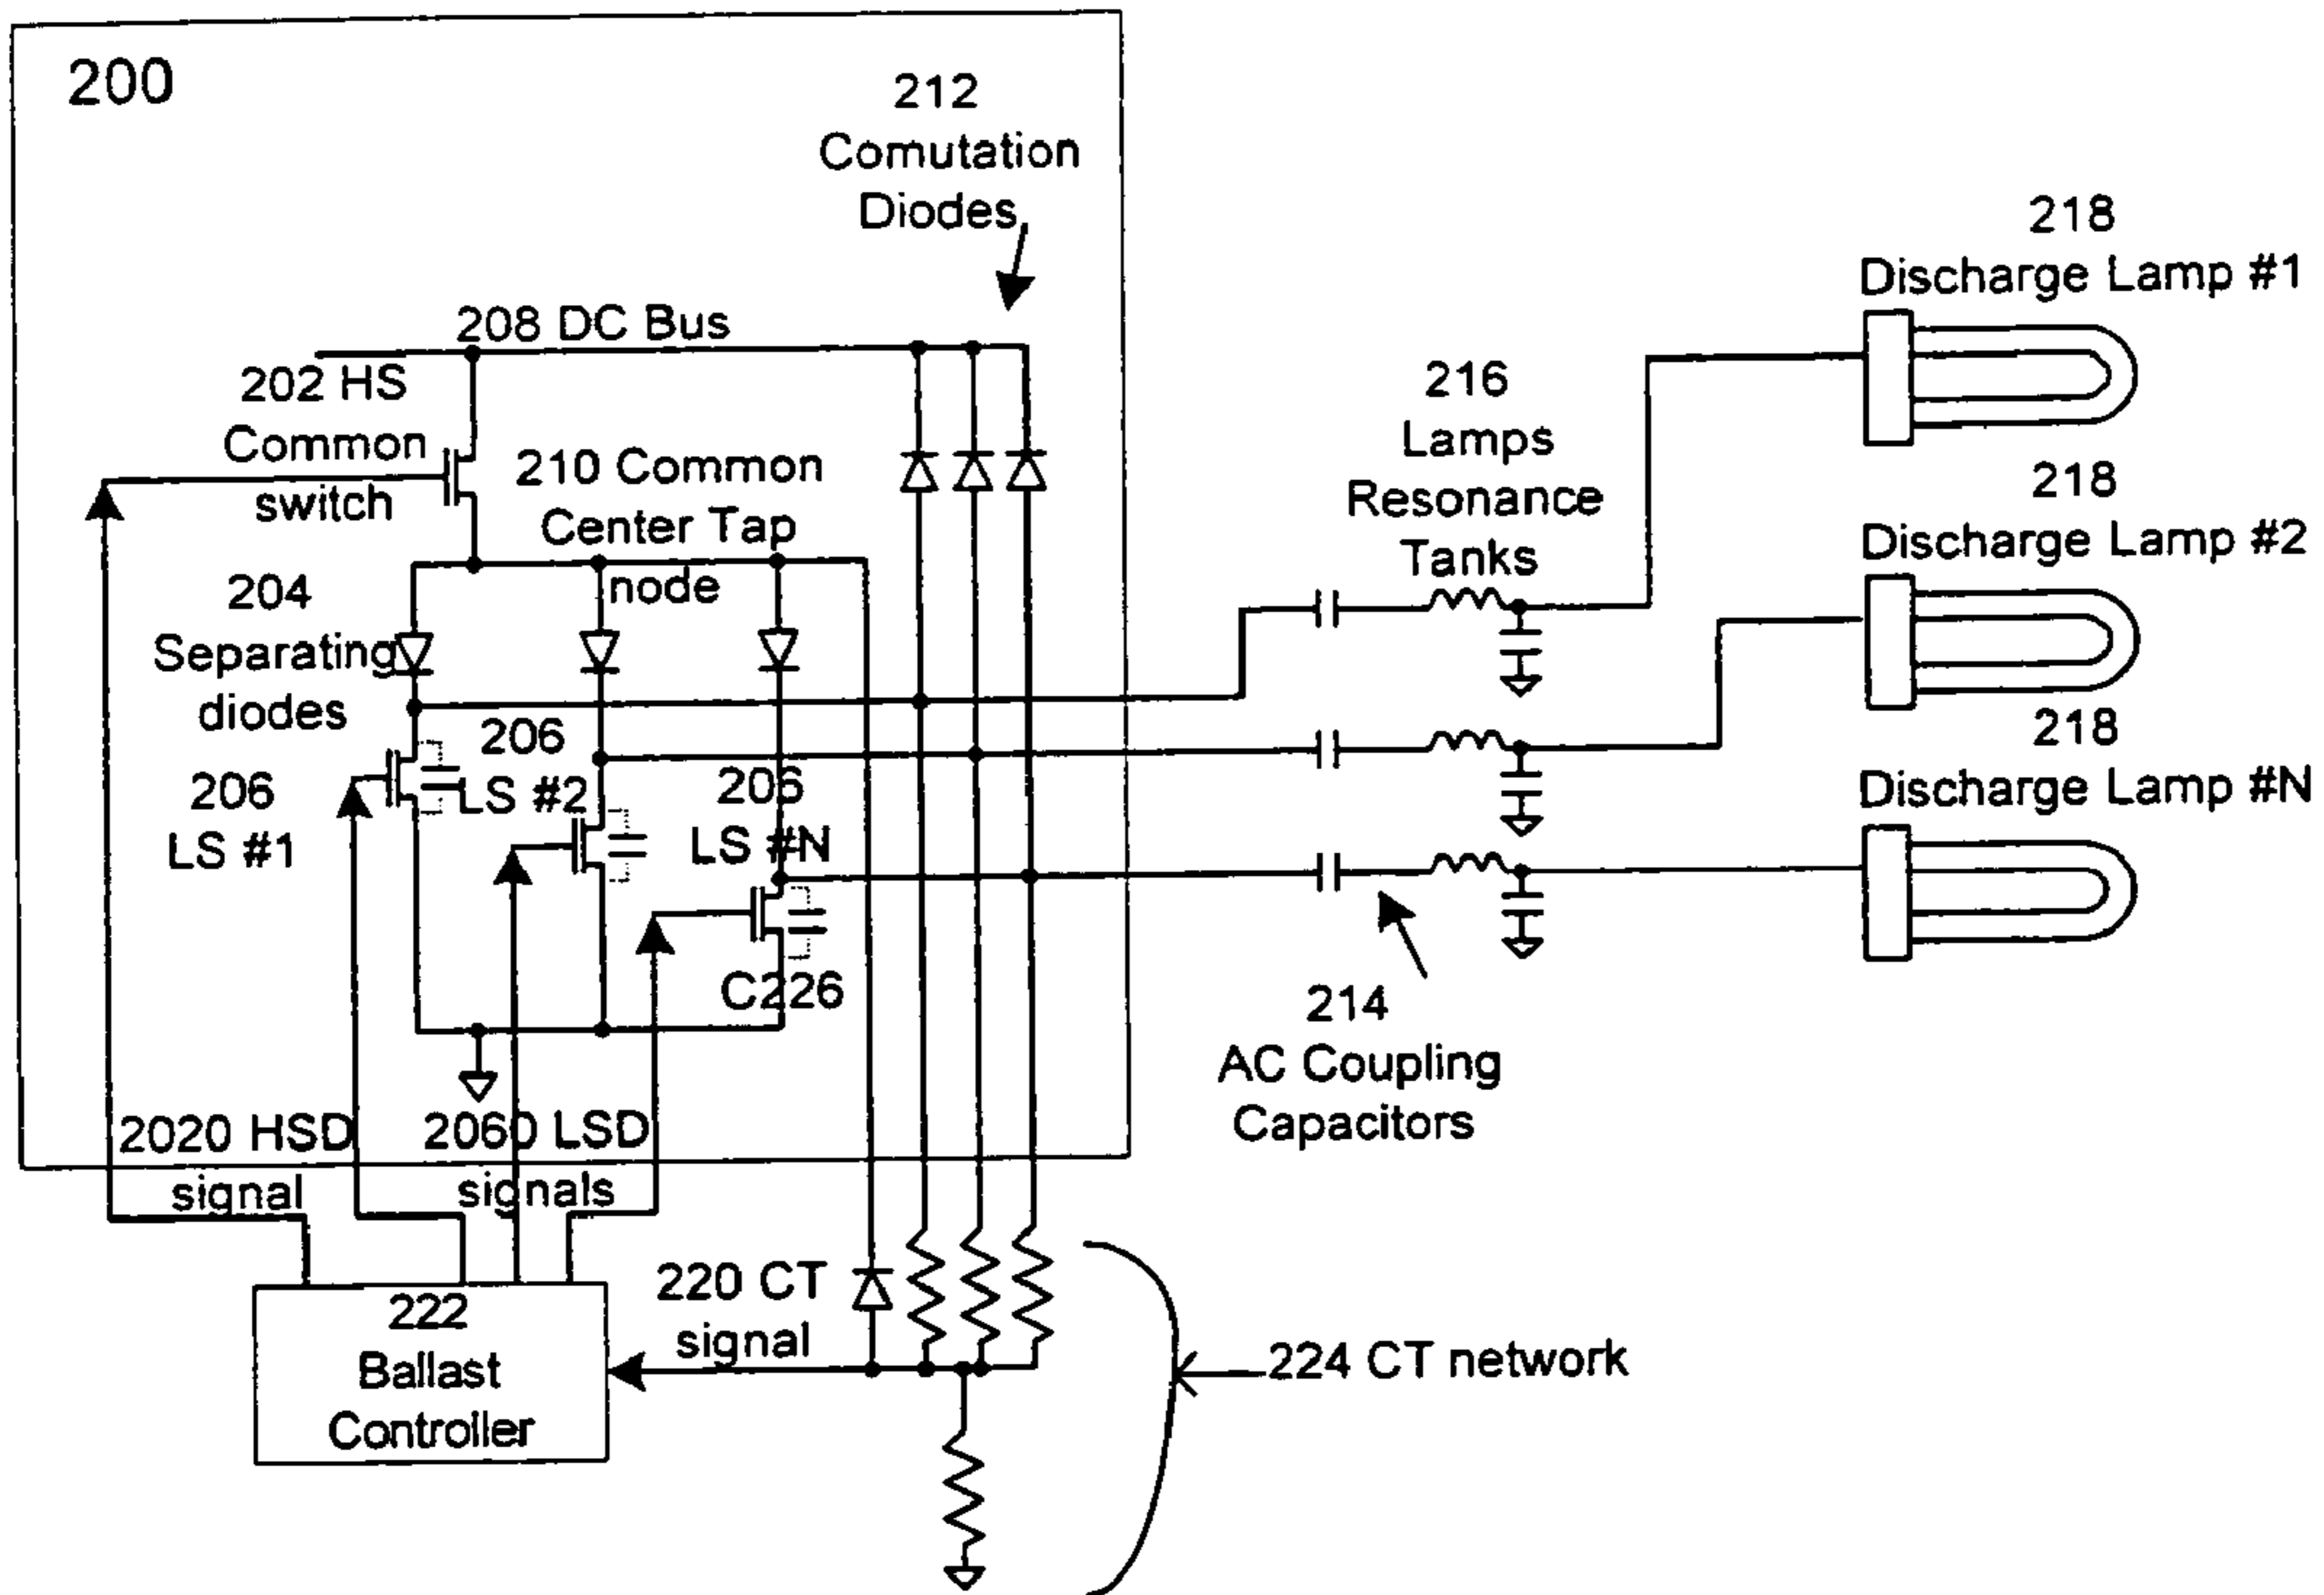 200
212
Comutation
Diodes
208 DC Bus
202 HS
Common
switch
210 Common
Center Tap
node
204
Separating
diodes
206
LS #1
206
LS #2
206
LS #N
C226
216
Lamps
Resonance
Tanks
218
Discharge Lamp #1
218
Discharge Lamp #2
218
Discharge Lamp #N
214
AC Coupling
Capacitors
2020 HSD
signal
2060 LSD
signals
220 CT
signal
222
Ballast
Controller
224 CT network